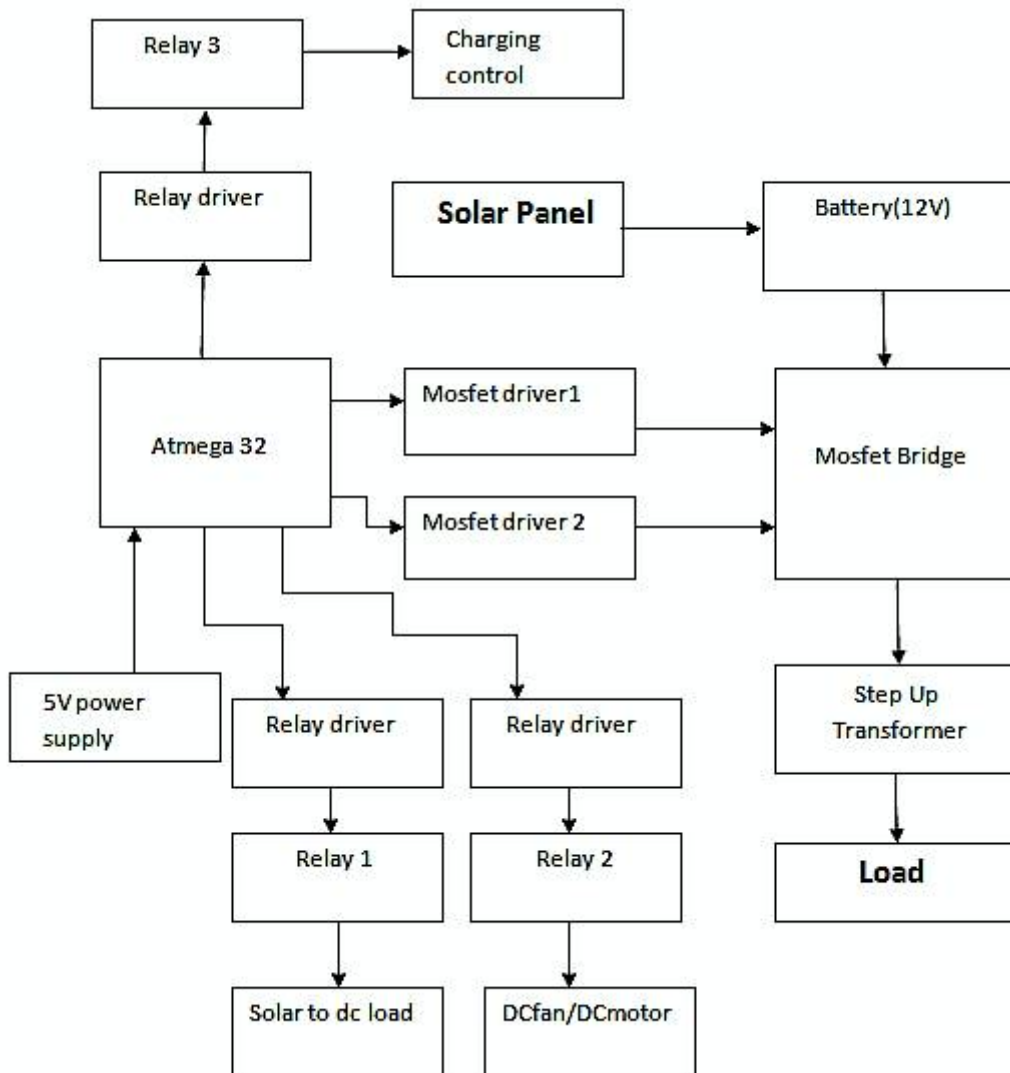 Relay 3
Charging
control
Relay driver
Solar Panel
Battery(12V)
Atmega 32
Mosfet driver1
Mosfet Bridge
Mosfet driver 2
5V power
supply
Relay driver
Relay driver
Step Up
Transformer
Relay 1
Relay 2
Load
Solar to dc load
DCfan/DCmotor